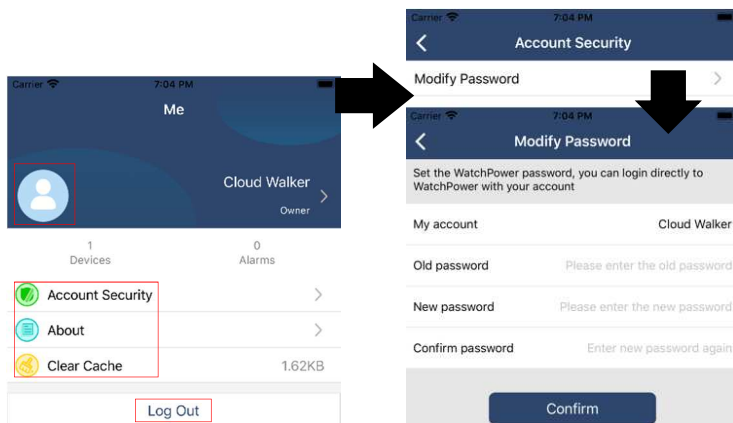 Carrier 7:04 PM
Me
Cloud Walker
Owner
1 0
Devices Alarms
Account Security
About
Clear Cache 1.62KB
Log Out
Carrier 7:04 PM
Account Security
Modify Password
Carrier 7:04 PM
Modify Password
Set the WatchPower password, you can login directly to
WatchPower with your account
My account Cloud Walker
Old password Please enter the old password
New password Please enter the new password
Confirm password Enter new password again
Confirm